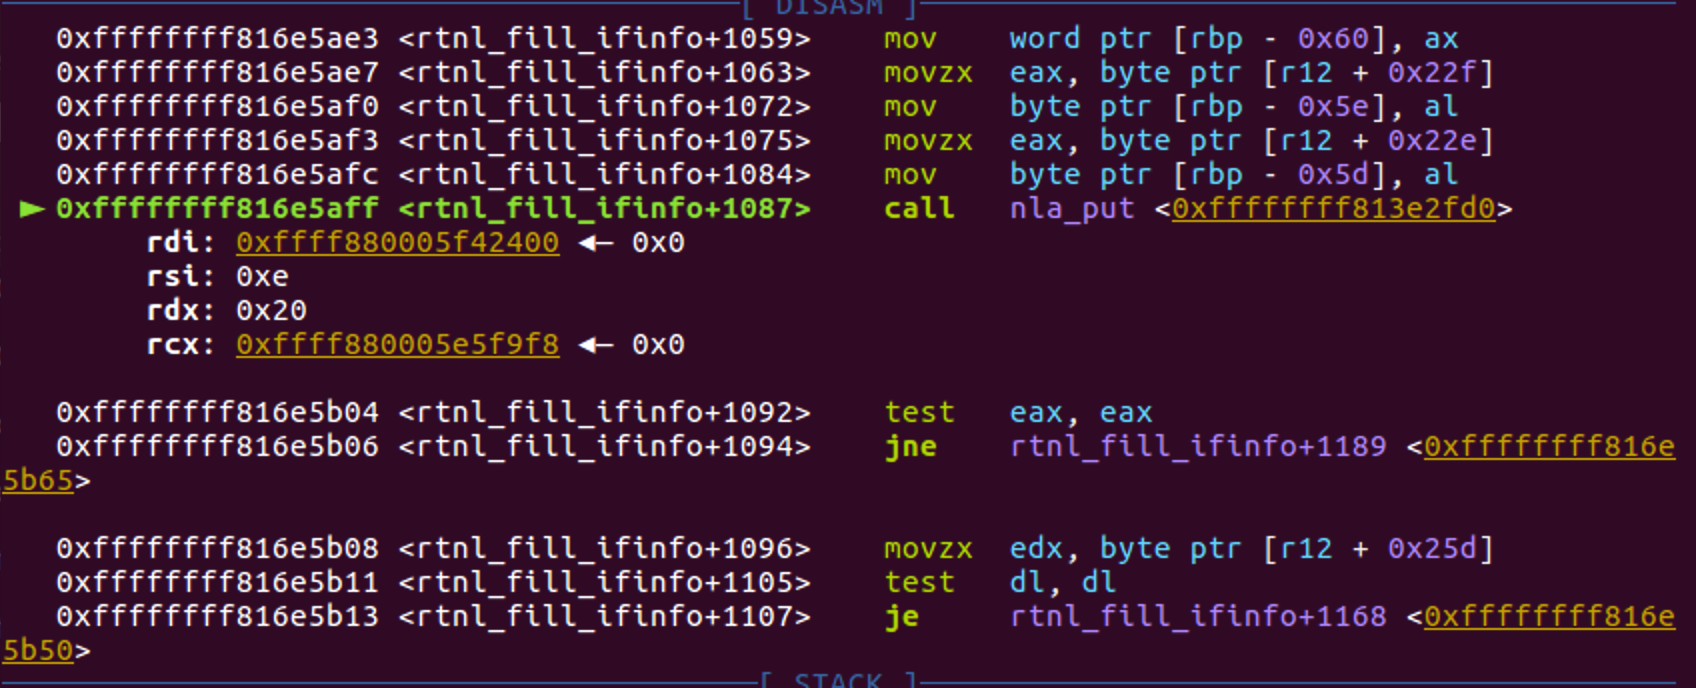 [ DISASM ]
0xffffffff816e5ae3 <rtnl_fill_ifinfo+1059>    mov    word ptr [rbp - 0x60], ax
0xffffffff816e5ae7 <rtnl_fill_ifinfo+1063>    movzx  eax, byte ptr [r12 + 0x22f]
0xffffffff816e5af0 <rtnl_fill_ifinfo+1072>    mov    byte ptr [rbp - 0x5e], al
0xffffffff816e5af3 <rtnl_fill_ifinfo+1075>    movzx  eax, byte ptr [r12 + 0x22e]
0xffffffff816e5afc <rtnl_fill_ifinfo+1084>    mov    byte ptr [rbp - 0x5d], al
► 0xffffffff816e5aff <rtnl_fill_ifinfo+1087>    call   nla_put <0xffffffff813e2fd0>
rdi: 0xffff880005f42400 ◄— 0x0
rsi: 0xe
rdx: 0x20
rcx: 0xffff880005e5f9f8 ◄— 0x0
0xffffffff816e5b04 <rtnl_fill_ifinfo+1092>    test   eax, eax
0xffffffff816e5b06 <rtnl_fill_ifinfo+1094>    jne    rtnl_fill_ifinfo+1189 <0xffffffff816e
5b65>
0xffffffff816e5b08 <rtnl_fill_ifinfo+1096>    movzx  edx, byte ptr [r12 + 0x25d]
0xffffffff816e5b11 <rtnl_fill_ifinfo+1105>    test   dl, dl
0xffffffff816e5b13 <rtnl_fill_ifinfo+1107>    je     rtnl_fill_ifinfo+1168 <0xffffffff816e
5b50>
[ STACK ]